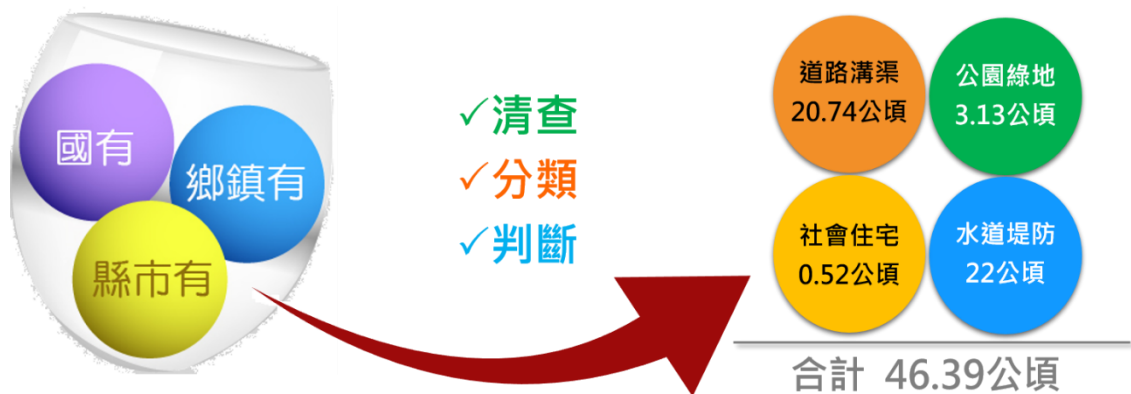 國有
鄉鎮有
縣市有
✓清查
✓分類
✓判斷
道路溝渠
20.74公頃
公園綠地
3.13公頃
社會住宅
0.52公頃
水道堤防
22公頃
合計 46.39公頃